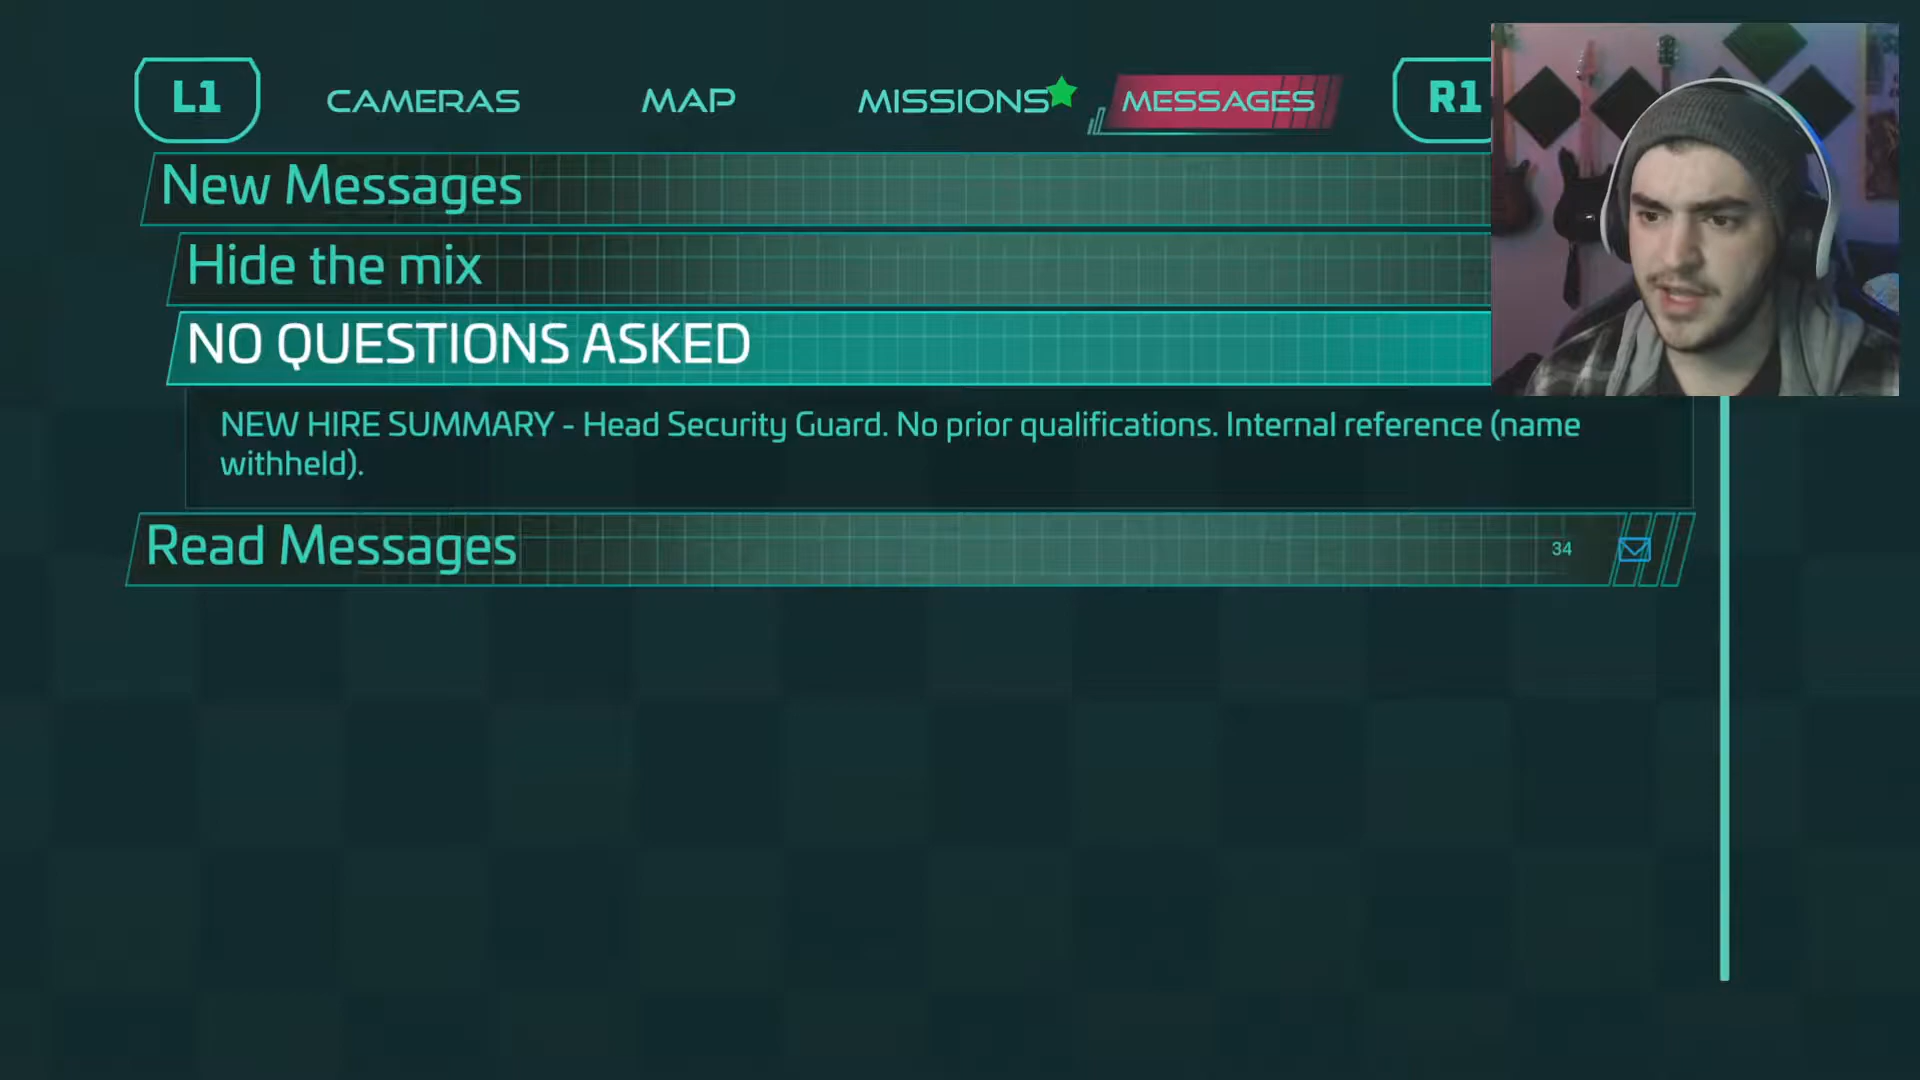 L1 CAMERAS MAP MISSIONS MESSAGES R1
New Messages
Hide the mix
NO QUESTIONS ASKED
NEW HIRE SUMMARY - Head Security Guard. No prior qualifications. Internal reference (name
withheld).
Read Messages 34